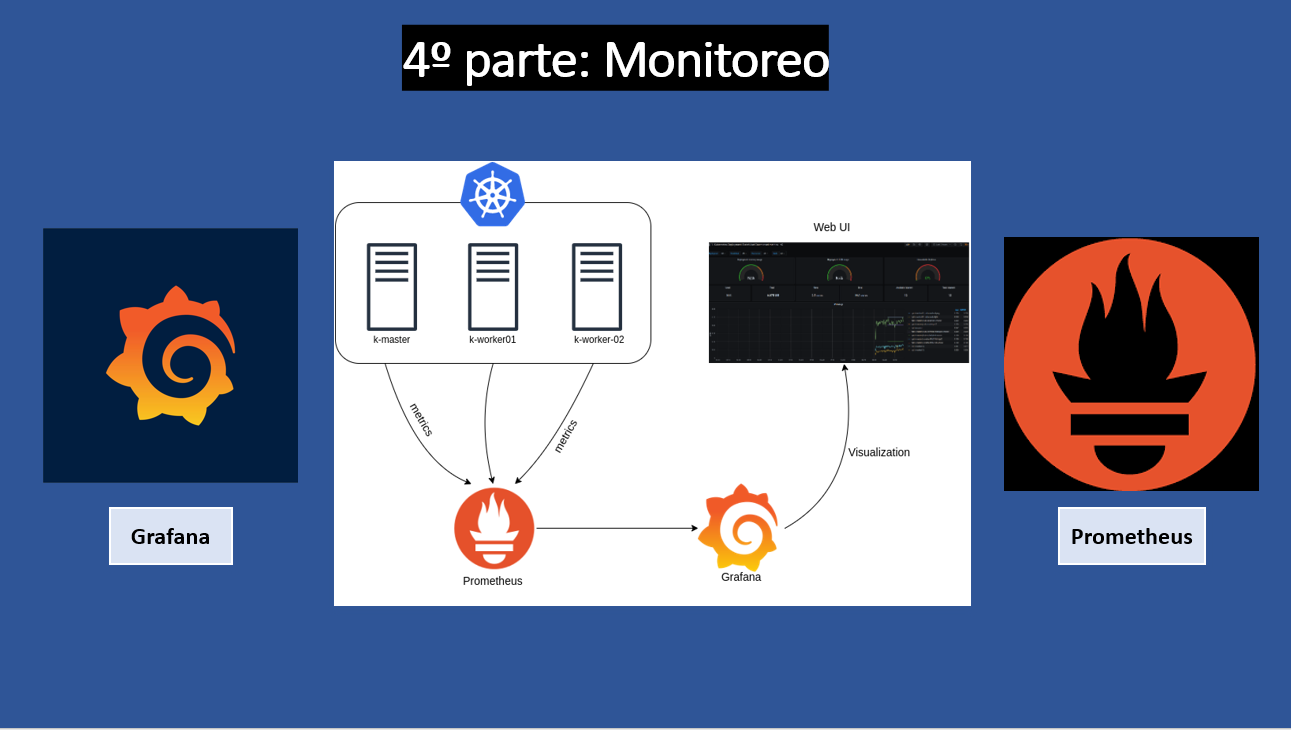 4º parte: Monitoreo
Web UI
k-master
k-worker01
k-worker-02
metrics
metrics
Visualization
Grafana
Prometheus
Prometheus
Grafana